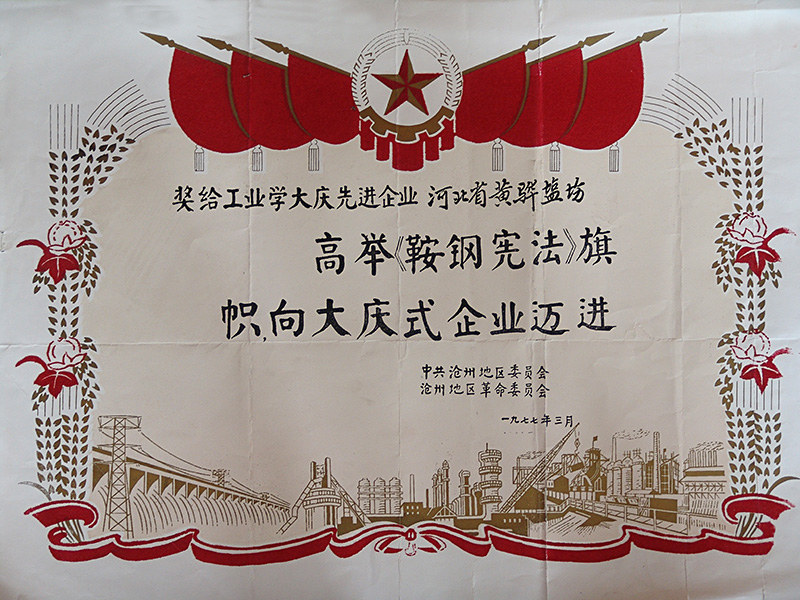 奖给工业学大庆先进企业 河北省黄骅盐场
高举《鞍钢宪法》旗
帜,向大庆式企业迈进
中共沧州地区委员会
沧州地区革命委员会
一九七七年三月